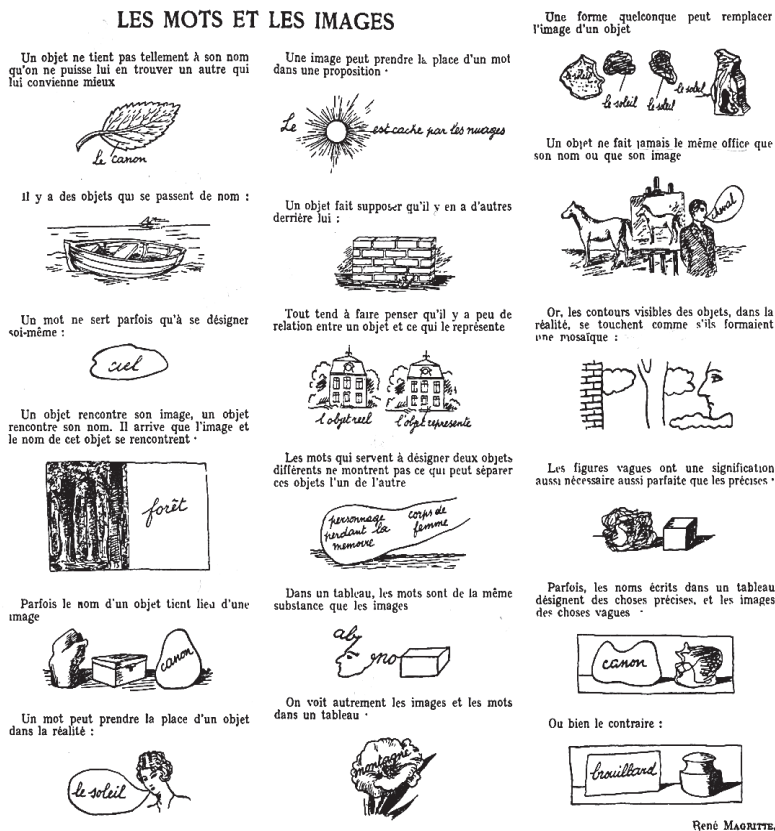 LES MOTS ET LES IMAGES
Un objet ne tient pas tellement à son nom
qu'on ne puisse lui en trouver un autre qui
lui convienne mieux
le canon
Il y a des objets qui se passent de nom :
Un mot ne sert parfois qu'à se désigner
soi-même :
ciel
Un objet rencontre son image, un objet
rencontre son nom. Il arrive que l'image et
le nom de cet objet se rencontrent ·
forêt
Parfois le nom d'un objet tient lieu d'une
image
canon
Un mot peut prendre la place d'un objet
dans la réalité :
le soleil
Une image peut prendre la place d'un mot
dans une proposition ·
Le est caché par les nuages
Un objet fait supposer qu'il y en a d'autres
derrière lui :
Tout tend à faire penser qu'il y a peu de
relation entre un objet et ce qui le représente
l'objet réel
l'objet représenté
Les mots qui servent à désigner deux objets
différents ne montrent pas ce qui peut séparer
ces objets l'un de l'autre
personnage
perdant la
mémoire
corps de
femme
Dans un tableau, les mots sont de la même
substance que les images
aby
mo
On voit autrement les images et les mots
dans un tableau ·
montagne
Une forme quelconque peut remplacer
l'image d'un objet
le soleil
le soleil
le soleil
le soleil
Un objet ne fait jamais le même office que
son nom ou que son image
cheval
Or, les contours visibles des objets, dans la
réalité, se touchent comme s'ils formaient
une mosaïque :
Les figures vagues ont une signification
aussi nécessaire aussi parfaite que les précises ·
Parfois, les noms écrits dans un tableau
désignent des choses précises, et les images
des choses vagues ·
canon
Ou bien le contraire :
brouillard
René MAGRITTE.